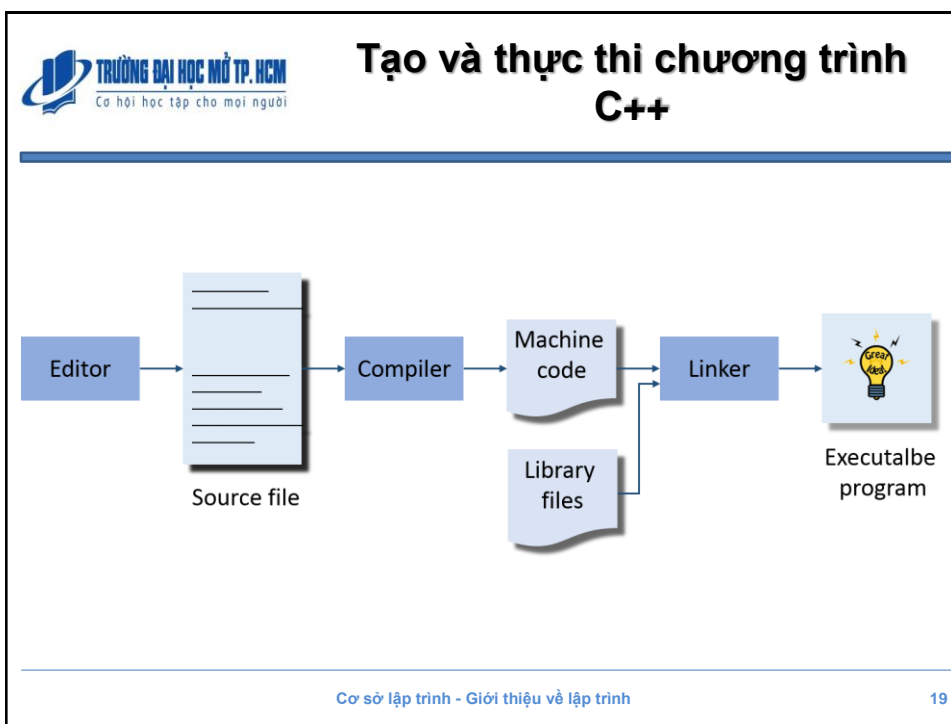 TRƯỜNG ĐẠI HỌC MỞ TP. HCM
Cơ hội học tập cho mọi người
Tạo và thực thi chương trình
C++
Editor
Source file
Compiler
Machine
code
Library
files
Linker
Great
Idea.
Executalbe
program
Cơ sở lập trình - Giới thiệu về lập trình
19